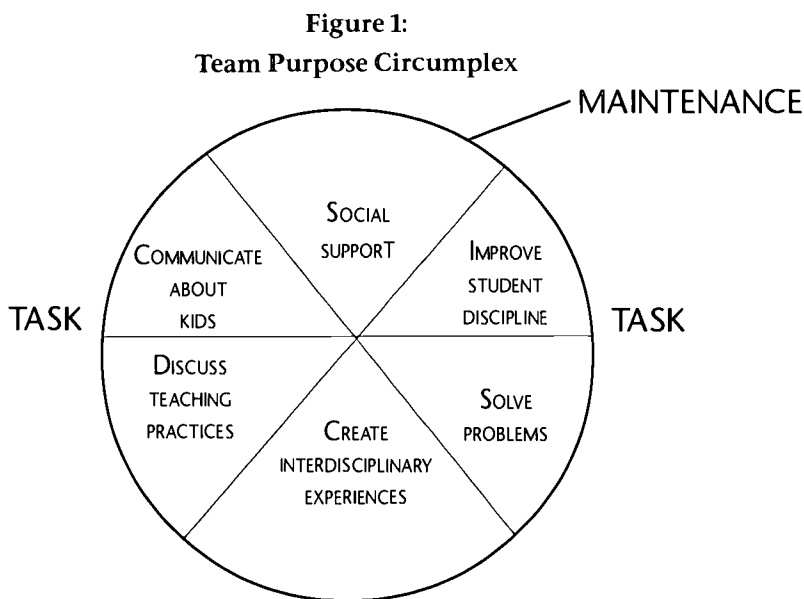 Figure 1:
Team Purpose Circumplex
MAINTENANCE
SOCIAL
SUPPORT
COMMUNICATE
ABOUT
KIDS
IMPROVE
STUDENT
DISCIPLINE
TASK
TASK
DISCUSS
TEACHING
PRACTICES
SOLVE
PROBLEMS
CREATE
INTERDISCIPLINARY
EXPERIENCES